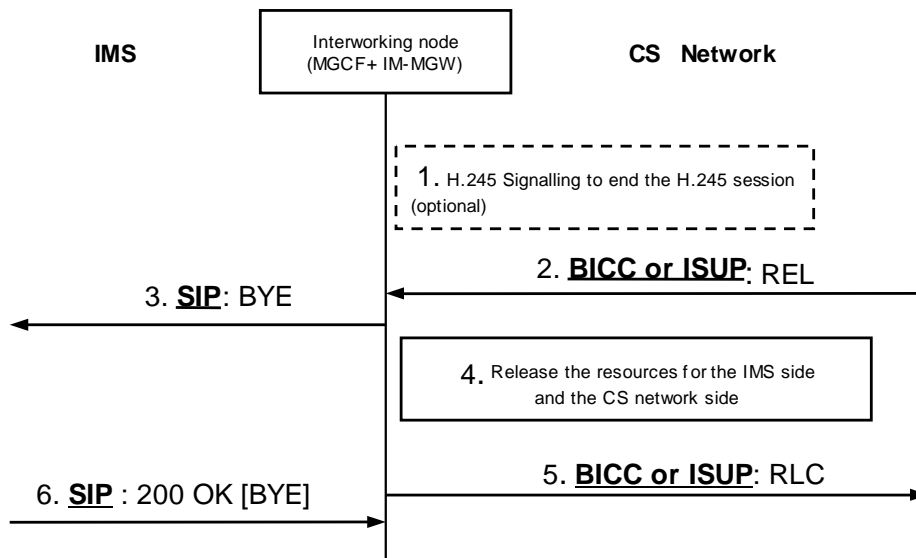 IMS
Interworking node
(MGCF+ IM-MGW)
CS Network
1. H.245 Signalling to end the H.245 session
(optional)
2. BICC or ISUP: REL
3. SIP: BYE
4. Release the resources for the IMS side
and the CS network side
5. BICC or ISUP: RLC
6. SIP : 200 OK [BYE]